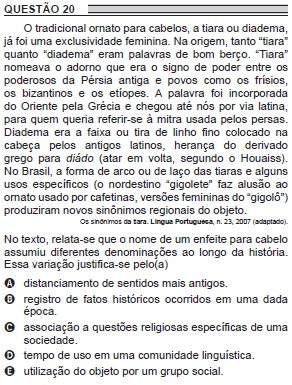 QUESTÃO 20
O tradicional ornato para cabelos, a tiara ou diadema,
já foi uma exclusividade feminina. Na origem, tanto “tiara”
quanto “diadema” eram palavras de bom berço. “Tiara”
nomeava o adorno que era o signo de poder entre os
poderosos da Pérsia antiga e povos como os frísios,
os bizantinos e os etíopes. A palavra foi incorporada
do Oriente pela Grécia e chegou até nós por via latina,
para quem queria referir-se à mitra usada pelos persas.
Diadema era a faixa ou tira de linho fino colocado na
cabeça pelos antigos latinos, herança do derivado
grego para diádo (atar em volta, segundo o Houaiss).
No Brasil, a forma de arco ou de laço das tiaras e alguns
usos específicos (o nordestino “gigolete” faz alusão ao
ornato usado por cafetinas, versões femininas do “gigolô”)
produziram novos sinônimos regionais do objeto.
Os sinônimos da tiara. Língua Portuguesa, n. 23, 2007 (adaptado).
No texto, relata-se que o nome de um enfeite para cabelo
assumiu diferentes denominações ao longo da história.
Essa variação justifica-se pelo(a)
A distanciamento de sentidos mais antigos.
B registro de fatos históricos ocorridos em uma dada
época.
C associação a questões religiosas específicas de uma
sociedade.
D tempo de uso em uma comunidade linguística.
E utilização do objeto por um grupo social.